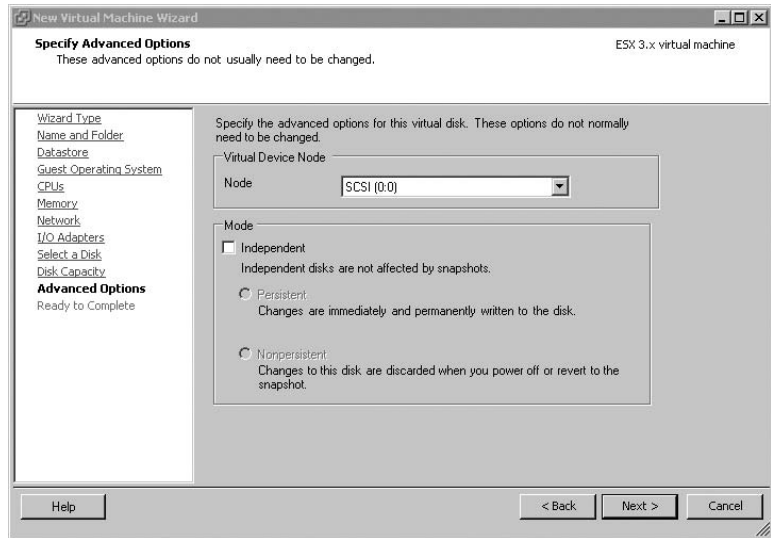 New Virtual Machine Wizard
Specify Advanced Options
ESX 3.x virtual machine
These advanced options do not usually need to be changed.
Wizard Type
Name and Folder
Datastore
Guest Operating System
CPUs
Memory
Network
I/O Adapters
Select a Disk
Disk Capacity
Advanced Options
Ready to Complete
Specify the advanced options for this virtual disk. These options do not normally
need to be changed.
Virtual Device Node
Node
SCSI (0:0)
Mode
Independent
Independent disks are not affected by snapshots.
Persistent
Changes are immediately and permanently written to the disk.
Nonpersistent
Changes to this disk are discarded when you power off or revert to the
snapshot.
Help
< Back
Next >
Cancel